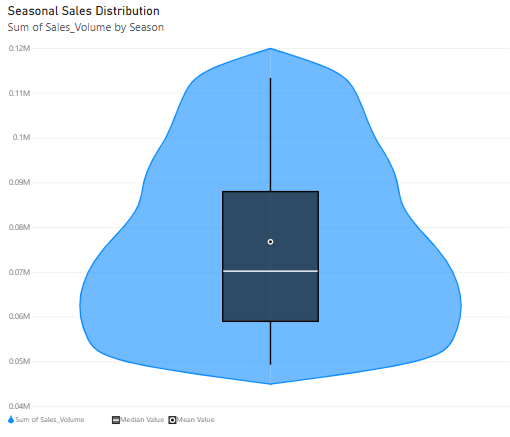 Seasonal Sales Distribution
Sum of Sales_Volume by Season
0.12M
0.11M
0.1M
0.09M
0.08M
0.07M
0.06M
0.05M
0.04M
Sum of Sales_Volume Median Value Mean Value